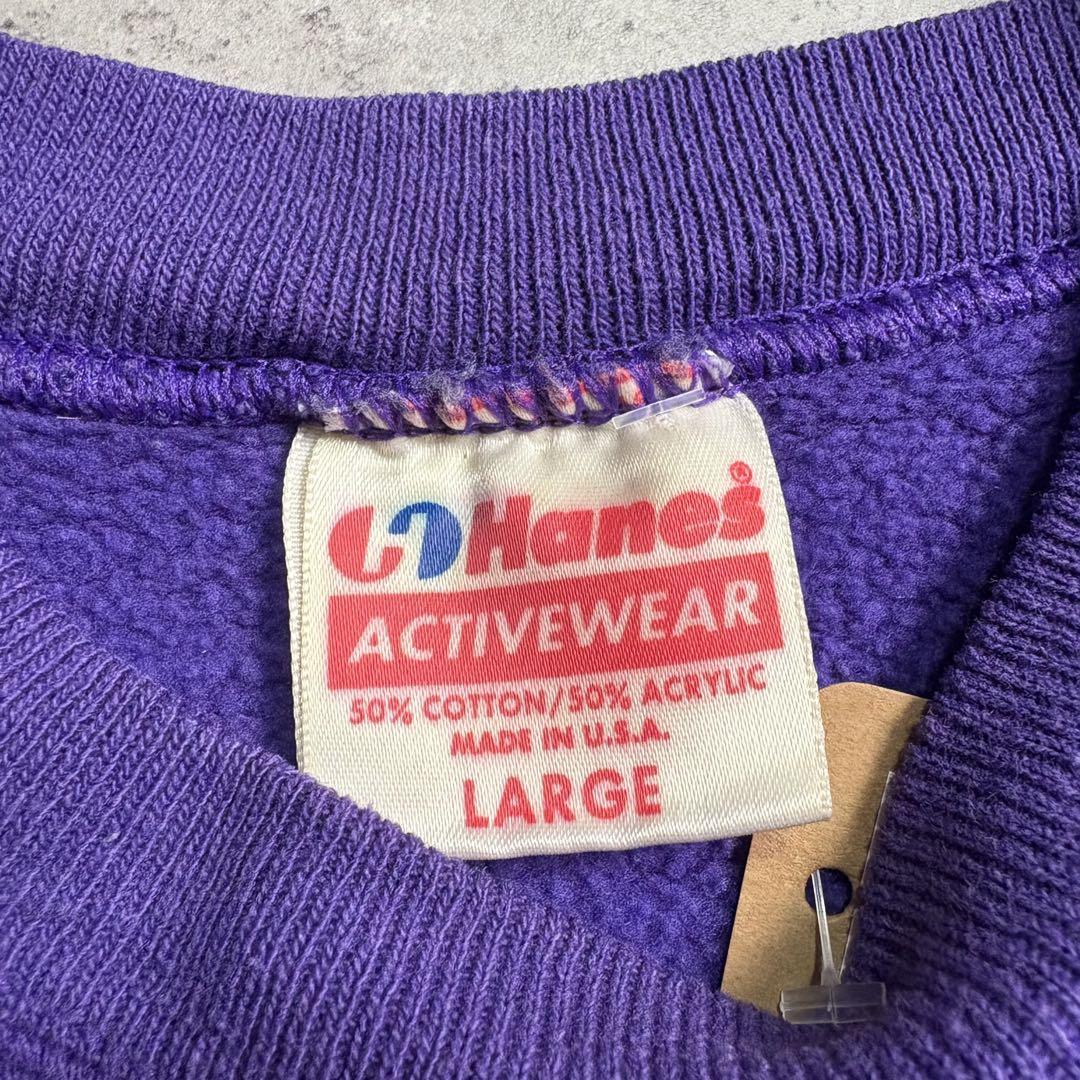 Hanes®
ACTIVEWEAR
50% COTTON/50% ACRYLIC
MADE IN U.S.A.
LARGE